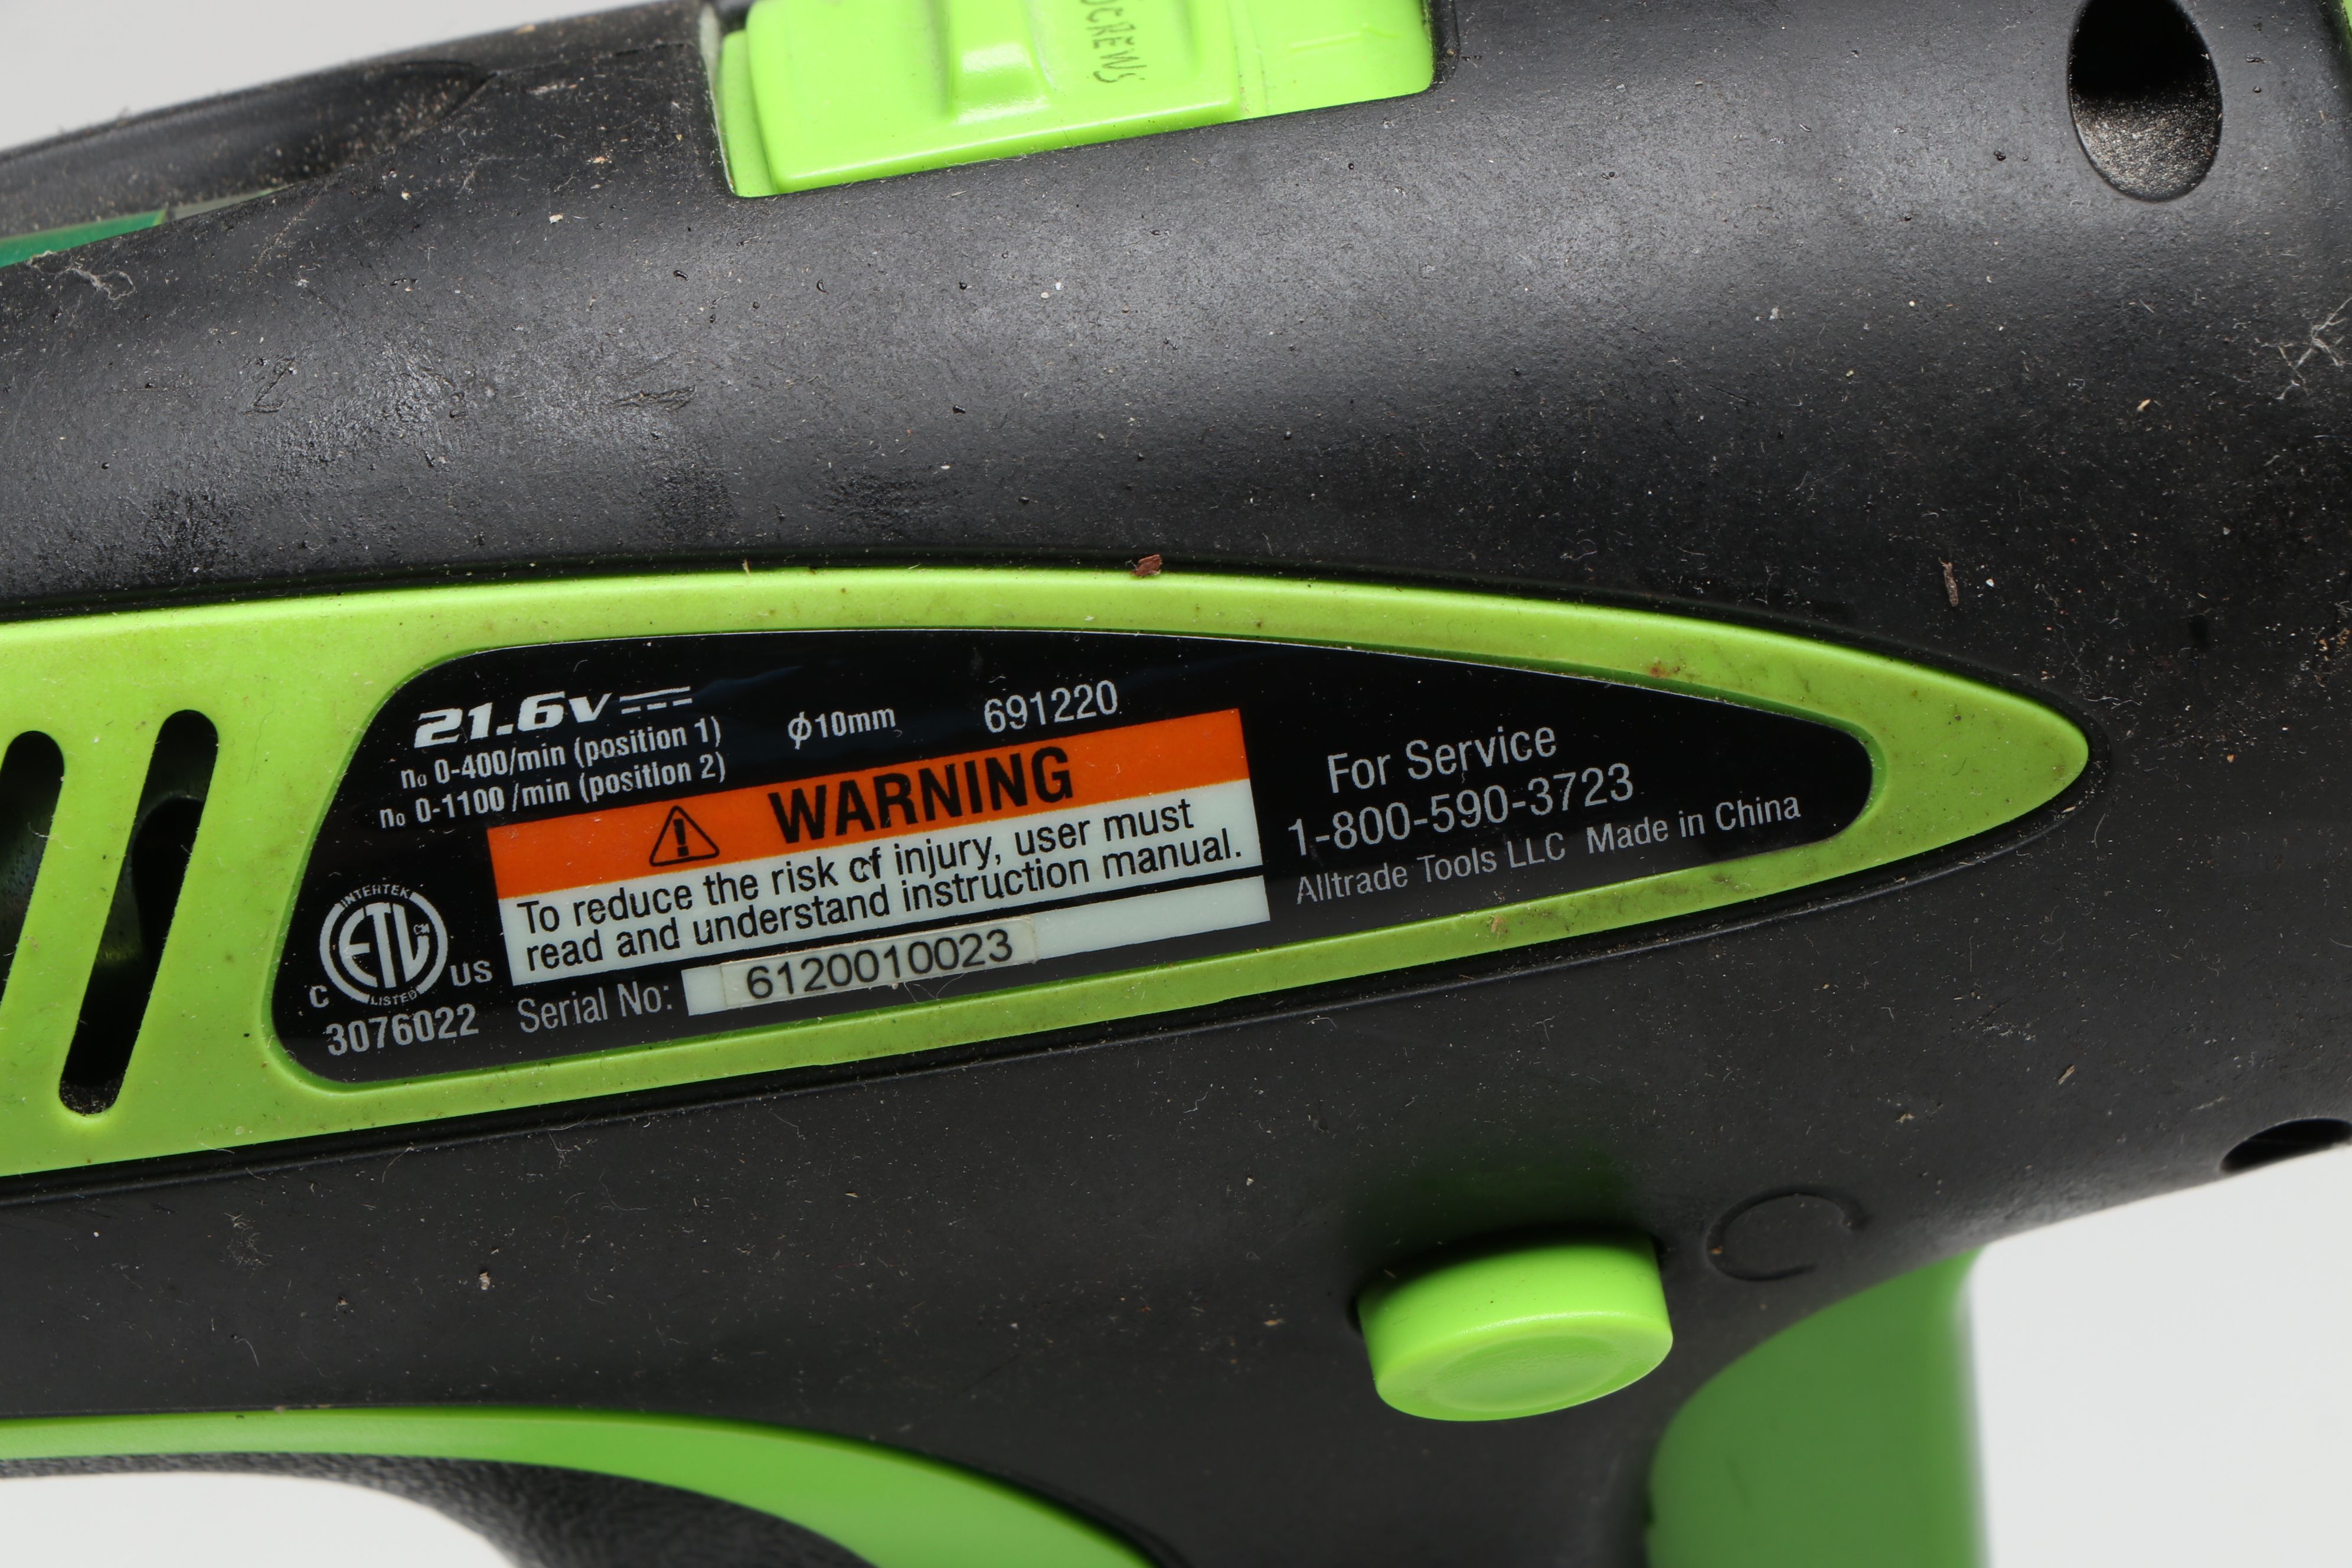 SCREWS
21.6V
n₀ 0-400/min (position 1)
n₀ 0-1100 /min (position 2)
ϕ10mm
691220
WARNING
To reduce the risk of injury, user must
read and understand instruction manual.
Serial No: 6120010023
INTERTEK
ETL CM
LISTED
C US
3076022
For Service
1-800-590-3723
Alltrade Tools LLC Made in China